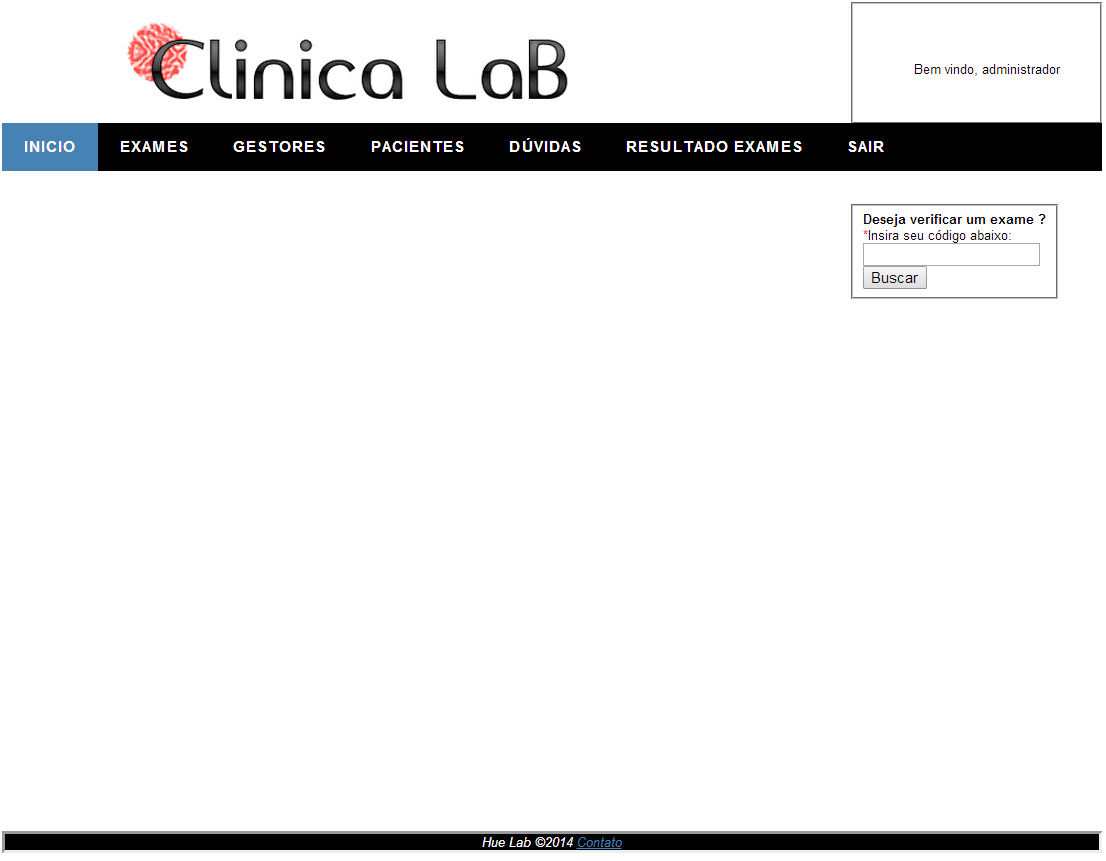 Clinica LaB
Bem vindo, administrador
INICIO EXAMES GESTORES PACIENTES DÚVIDAS RESULTADO EXAMES SAIR
Deseja verificar um exame ?
*Insira seu código abaixo:
Buscar
Hue Lab ©2014 Contato